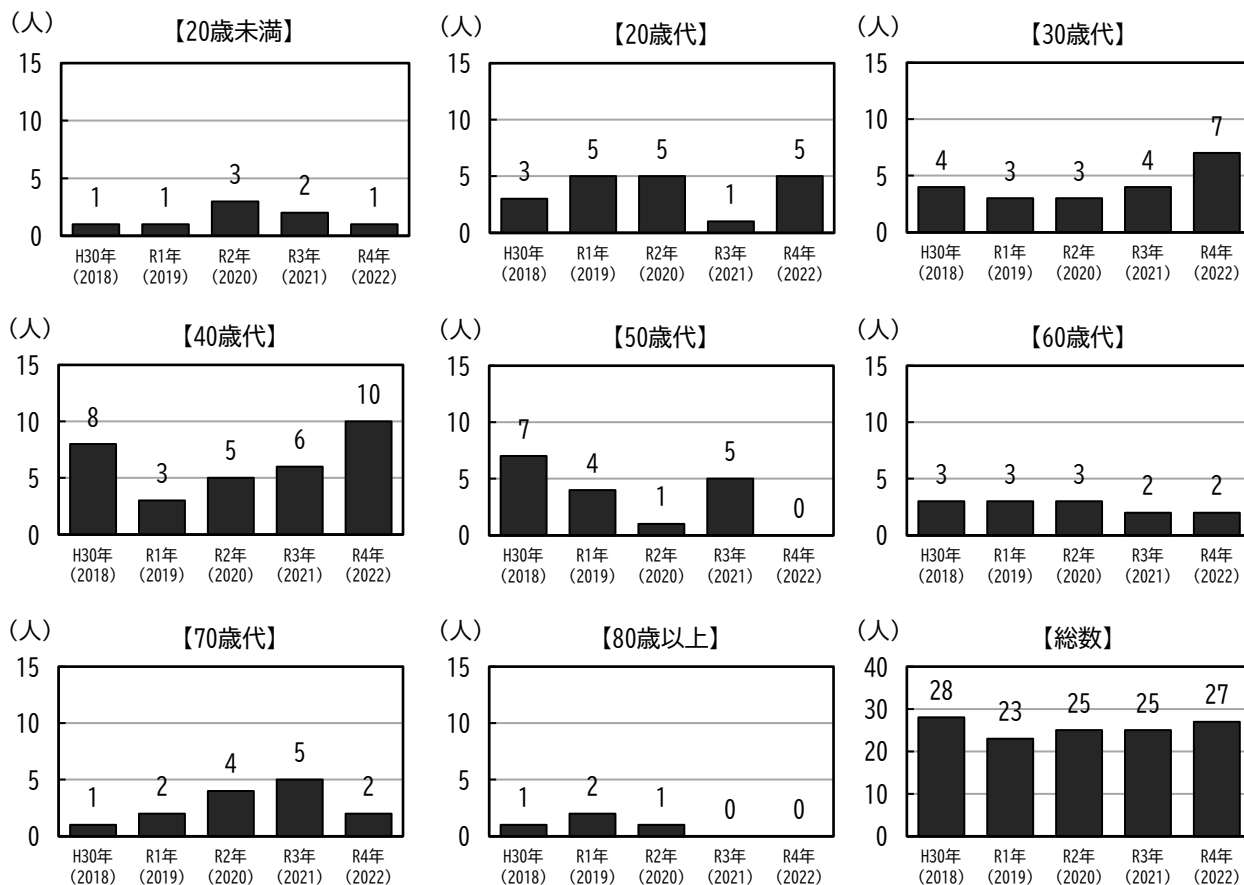 (人)
【20歳未満】
15
10
5
0
1
1
3
2
1
H30年
(2018)
R1年
(2019)
R2年
(2020)
R3年
(2021)
R4年
(2022)
(人)
【20歳代】
15
10
5
0
3
5
5
1
5
H30年
(2018)
R1年
(2019)
R2年
(2020)
R3年
(2021)
R4年
(2022)
(人)
【30歳代】
15
10
5
0
4
3
3
4
7
H30年
(2018)
R1年
(2019)
R2年
(2020)
R3年
(2021)
R4年
(2022)
(人)
【40歳代】
15
10
5
0
8
3
5
6
10
H30年
(2018)
R1年
(2019)
R2年
(2020)
R3年
(2021)
R4年
(2022)
(人)
【50歳代】
15
10
5
0
7
4
1
5
0
H30年
(2018)
R1年
(2019)
R2年
(2020)
R3年
(2021)
R4年
(2022)
(人)
【60歳代】
15
10
5
0
3
3
3
2
2
H30年
(2018)
R1年
(2019)
R2年
(2020)
R3年
(2021)
R4年
(2022)
(人)
【70歳代】
15
10
5
0
1
2
4
5
2
H30年
(2018)
R1年
(2019)
R2年
(2020)
R3年
(2021)
R4年
(2022)
(人)
【80歳以上】
15
10
5
0
1
2
1
0
0
H30年
(2018)
R1年
(2019)
R2年
(2020)
R3年
(2021)
R4年
(2022)
(人)
【総数】
40
30
20
10
0
28
23
25
25
27
H30年
(2018)
R1年
(2019)
R2年
(2020)
R3年
(2021)
R4年
(2022)